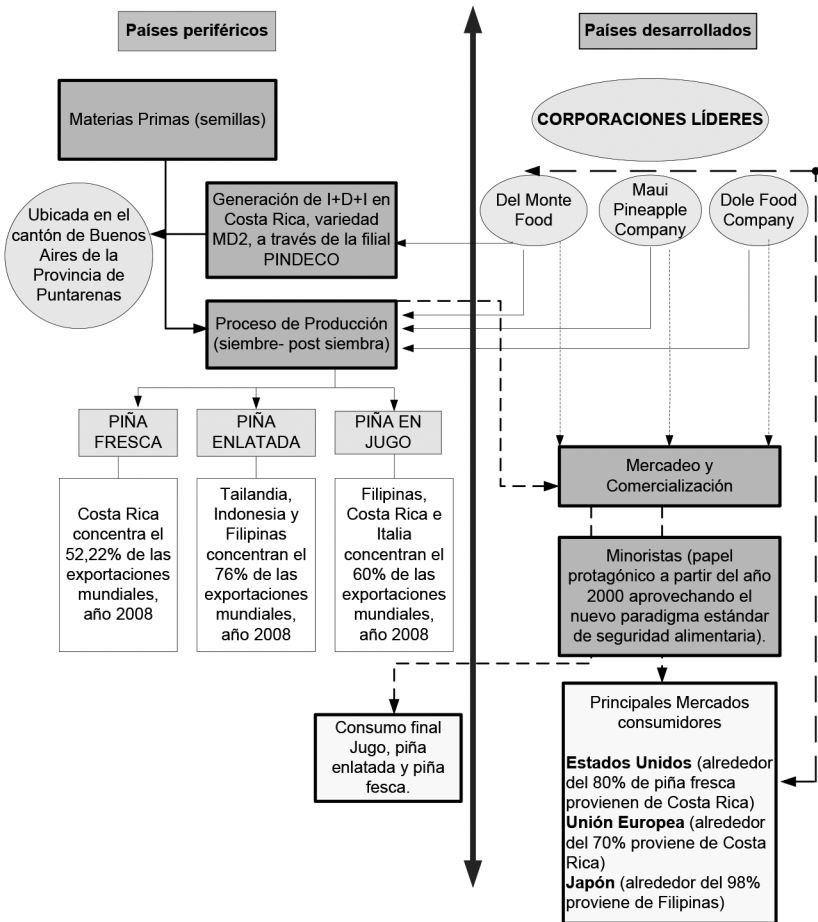 Países periféricos
Países desarrollados
Materias Primas (semillas)
CORPORACIONES LÍDERES
Ubicada en el
cantón de Buenos
Aires de la
Provincia de
Puntarenas
Generación de I+D+I en
Costa Rica, variedad
MD2, a través de la filial
PINDECO
Del Monte
Food
Maui
Pineapple
Company
Dole Food
Company
Proceso de Producción
(siembre- post siembra)
PIÑA
FRESCA
PIÑA
ENLATADA
PIÑA EN
JUGO
Costa Rica
concentra el
52,22% de las
exportaciones
mundiales,
año 2008
Tailandia,
Indonesia y
Filipinas
concentran el
76% de las
exportaciones
mundiales,
año 2008
Filipinas,
Costa Rica e
Italia
concentran el
60% de las
exportaciones
mundiales,
año 2008
Mercadeo y
Comercialización
Minoristas (papel
protagónico a partir del año
2000 aprovechando el
nuevo paradigma estándar
de seguridad alimentaria).
Consumo final
Jugo, piña
enlatada y piña
fesca.
Principales Mercados
consumidores
Estados Unidos (alrededor
del 80% de piña fresca
provienen de Costa Rica)
Unión Europea (alrededor
del 70% proviene de Costa
Rica)
Japón (alrededor del 98%
proviene de Filipinas)